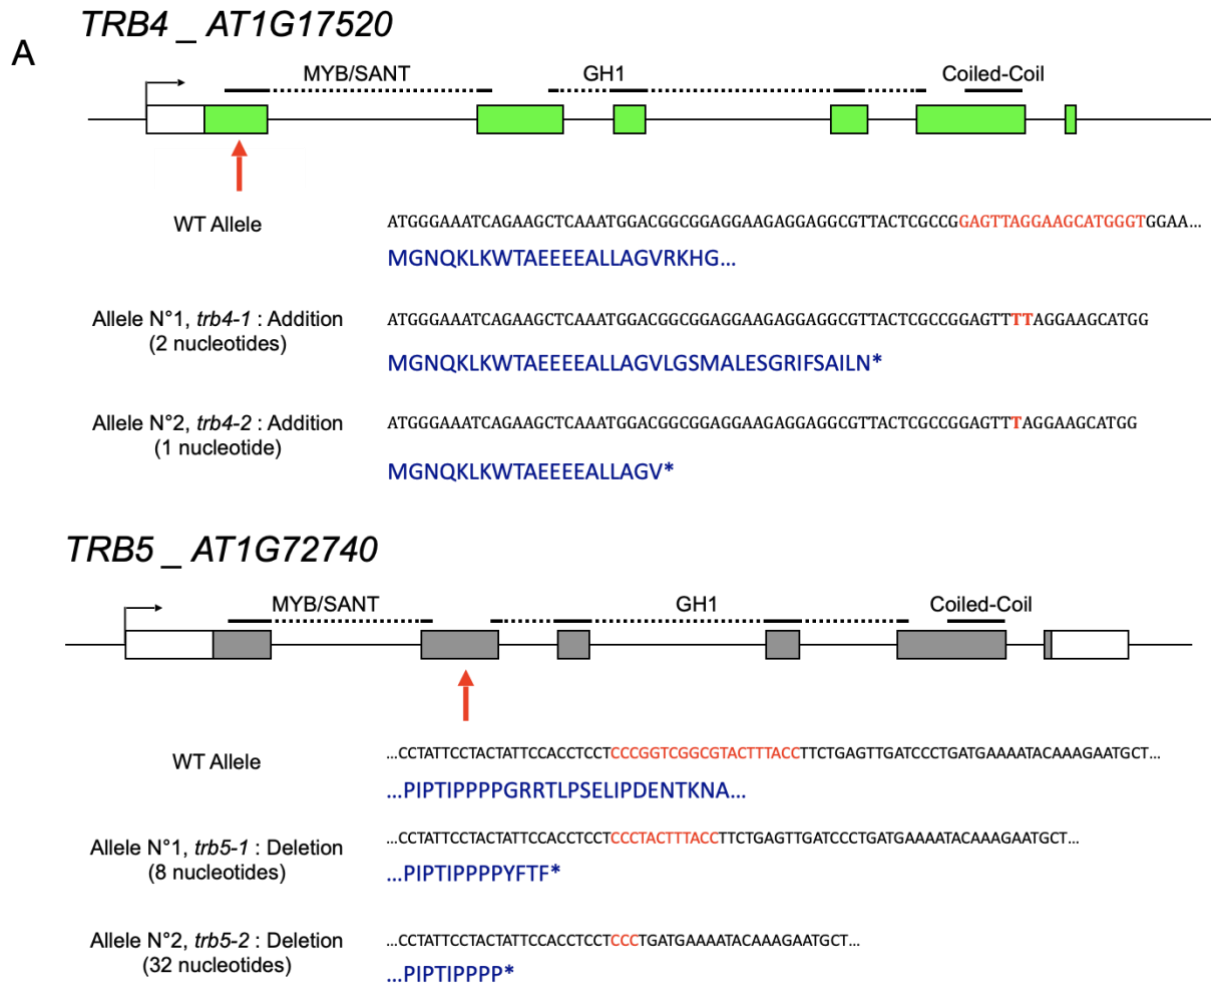 TRB4 _ AT1G17520
A
MYB/SANT GH1 Coiled-Coil
WT Allele
ATGGGAAATCAGAAGCTCAAATGGACGGCGGAGGAAGAGGAGGCGTTACTCGCCGGAGTTAGGAAGCATGGGTGGAA...
MGNQKLKWTAEEEEALLAGVRKHG...
Allele N°1, trb4-1 : Addition
(2 nucleotides)
ATGGGAAATCAGAAGCTCAAATGGACGGCGGAGGAAGAGGAGGCGTTACTCGCCGGAGTTTTAGGAAGCATGG
MGNQKLKWTAEEEEALLAGVLGSMALESGRIFSAILN*
Allele N°2, trb4-2 : Addition
(1 nucleotide)
ATGGGAAATCAGAAGCTCAAATGGACGGCGGAGGAAGAGGAGGCGTTACTCGCCGGAGTTTAGGAAGCATGG
MGNQKLKWTAEEEEALLAGV*
TRB5 _ AT1G72740
MYB/SANT GH1 Coiled-Coil
WT Allele
...CCTATTCCTACTATTCCACCTCCTCCCGGTCGGCGTACTTTACCTTCTGAGTTGATCCCTGATGAAAATACAAAGAATGCT...
...PIPTIPPPPGRRTLPSELIPDENTKNA...
Allele N°1, trb5-1 : Deletion
(8 nucleotides)
...CCTATTCCTACTATTCCACCTCCTCCCTACTTTACCTTCTGAGTTGATCCCTGATGAAAATACAAAGAATGCT...
...PIPTIPPPPYFTF*
Allele N°2, trb5-2 : Deletion
(32 nucleotides)
...CCTATTCCTACTATTCCACCTCCTCCCTGATGAAAATACAAAGAATGCT...
...PIPTIPPPP*